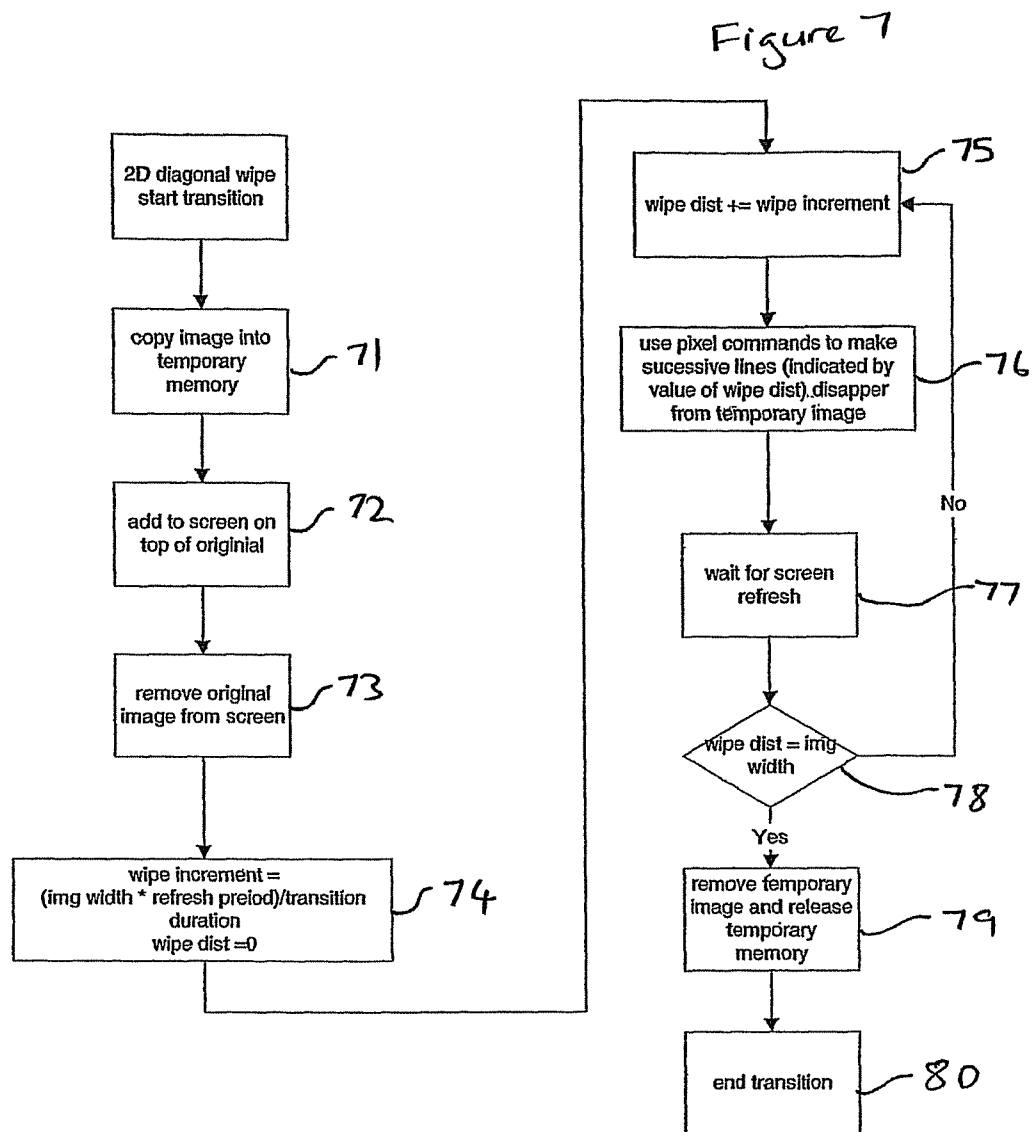 Figure 7
2D diagonal wipe
start transition
copy image into
temporary
memory
71
add to screen on
top of originial
72
remove original
image from screen
73
wipe increment =
(img width * refresh preiod)/transition
duration
wipe dist =0
74
wipe dist += wipe increment
75
use pixel commands to make
sucessive lines (indicated by
value of wipe dist)..disapper
from temporary image
76
wait for screen
refresh
77
No
wipe dist = img
width
78
Yes
remove temporary
image and release
temporary
memory
79
end transition
80